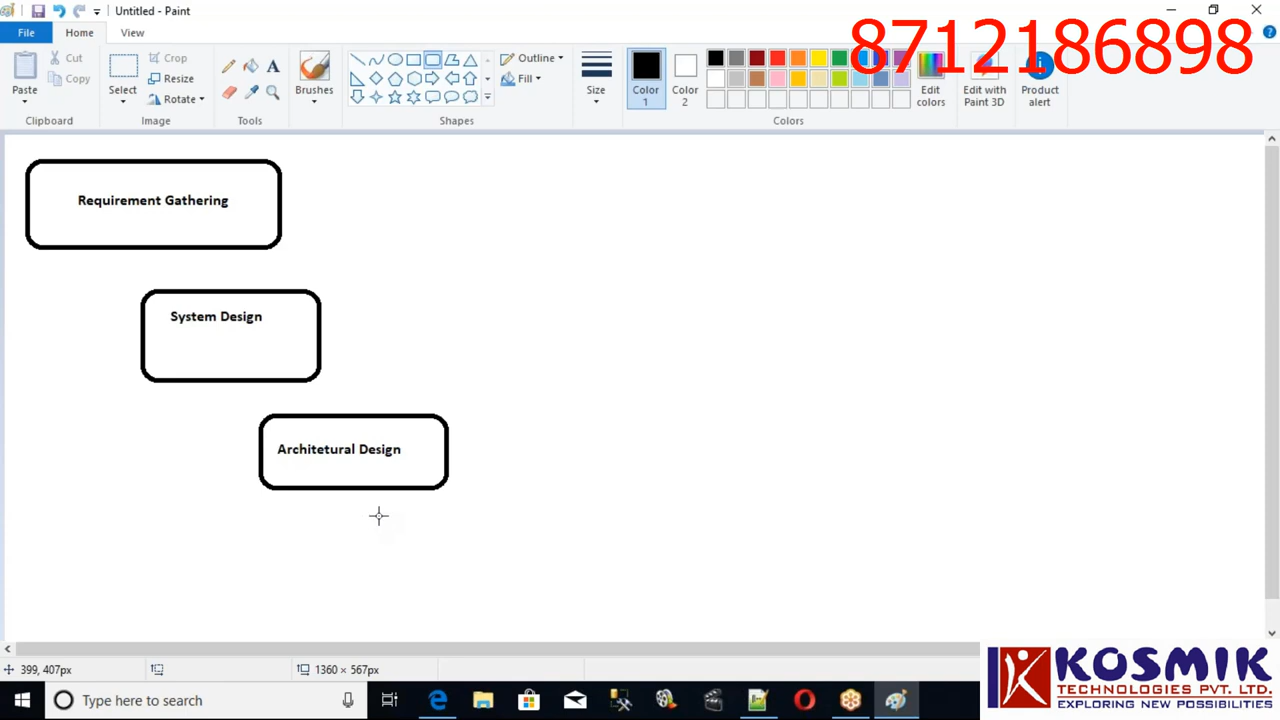 Untitled - Paint
8712186898
File
Home
View
Paste
Cut
Copy
Clipboard
Select
Crop
Resize
Rotate
Image
A
Tools
Brushes
Outline
Fill
Shapes
Size
Color
1
Color
2
Edit
colors
Edit with
Paint 3D
Product
alert
Colors
Requirement Gathering
System Design
Architetural Design
399, 407px
1360 × 567px
KOSMIK
TECHNOLOGIES PVT. LTD.
EXPLORING NEW POSSIBILITIES
Type here to search